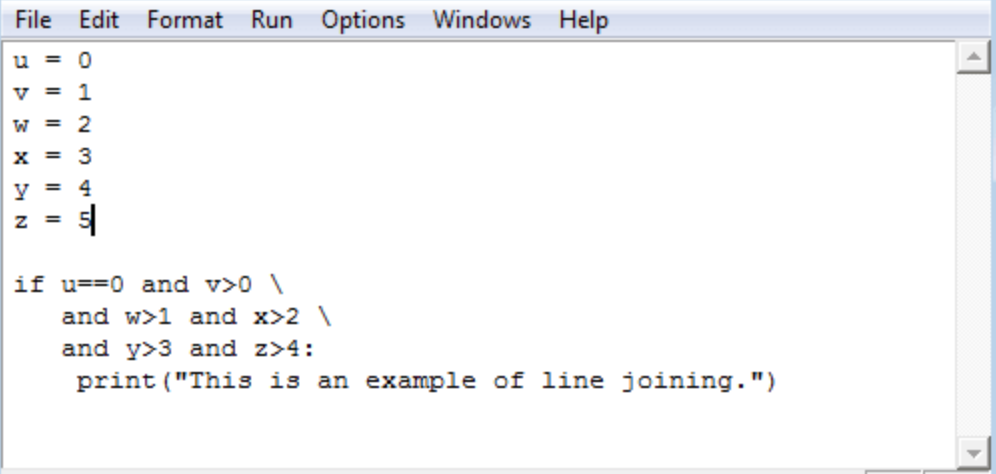 File Edit Format Run Options Windows Help
u = 0
v = 1
w = 2
x = 3
y = 4
z = 5
if u==0 and v>0 \
and w>1 and x>2 \
and y>3 and z>4:
print("This is an example of line joining.")